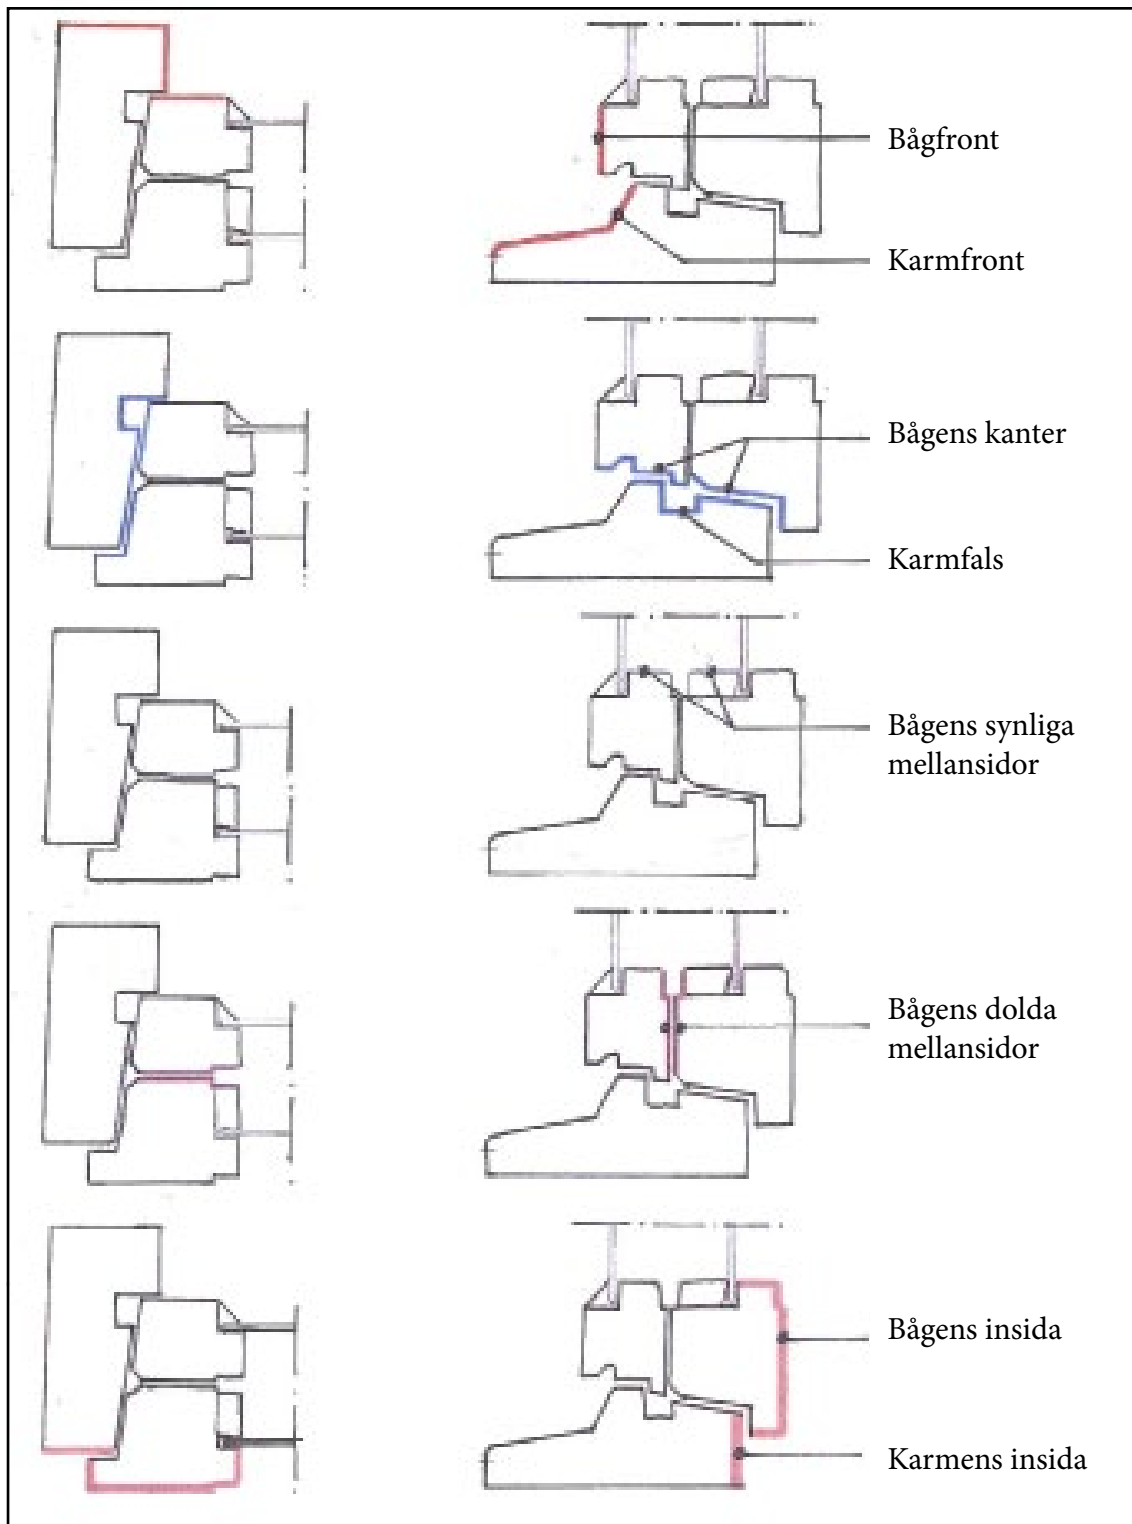 Bågfront
Karmfront
Bågens kanter
Karmfals
Bågens synliga
mellansidor
Bågens dolda
mellansidor
Bågens insida
Karmens insida